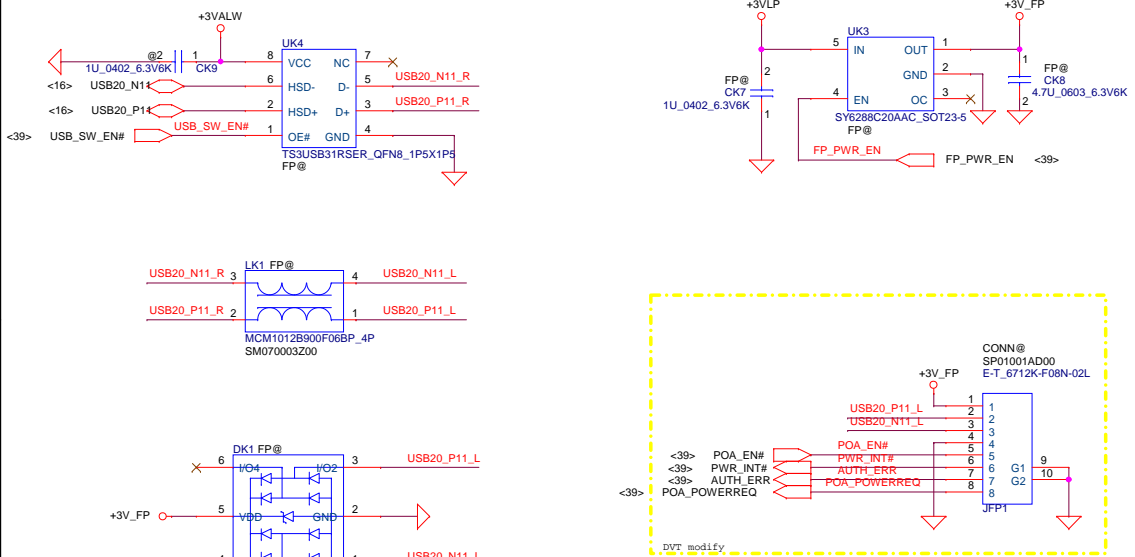 +3VALW
UK4
@2 1
1U_0402_6.3V6K CK9
8 VCC NC 7
<16> USB20_N11 6 HSD- D- 5 USB20_N11_R
<16> USB20_P11 2 HSD+ D+ 3 USB20_P11_R
<39> USB_SW_EN# USB_SW_EN# 1 OE# GND 4
TS3USB31RSER_QFN8_1P5X1P5
FP@
+3VLP
+3V_FP
UK3
5 IN OUT 1
GND 2
4 EN OC 3
SY6288C20AAC_SOT23-5
FP@
FP@ 2
CK7
1U_0402_6.3V6K
1
1 FP@
CK8
4.7U_0603_6.3V6K
2
FP_PWR_EN
FP_PWR_EN <39>
LK1 FP@
USB20_N11_R 3 4 USB20_N11_L
USB20_P11_R 2 1 USB20_P11_L
MCM1012B900F06BP_4P
SM070003Z00
DK1 FP@
6 I/O4 I/O2 3 USB20_P11_L
+3V_FP 5 VDD GND 2
USB20_N11_L
CONN@
SP01001AD00
E-T_6712K-F08N-02L
+3V_FP
1 1
USB20_P11_L 2 2
USB20_N11_L 3 3
4 4
<39> POA_EN# POA_EN# 5 5
<39> PWR_INT# PWR_INT# 6 6 G1 9
<39> AUTH_ERR AUTH_ERR 7 7 G2 10
<39> POA_POWERREQ POA_POWERREQ 8 8
JFP1
DVT modify